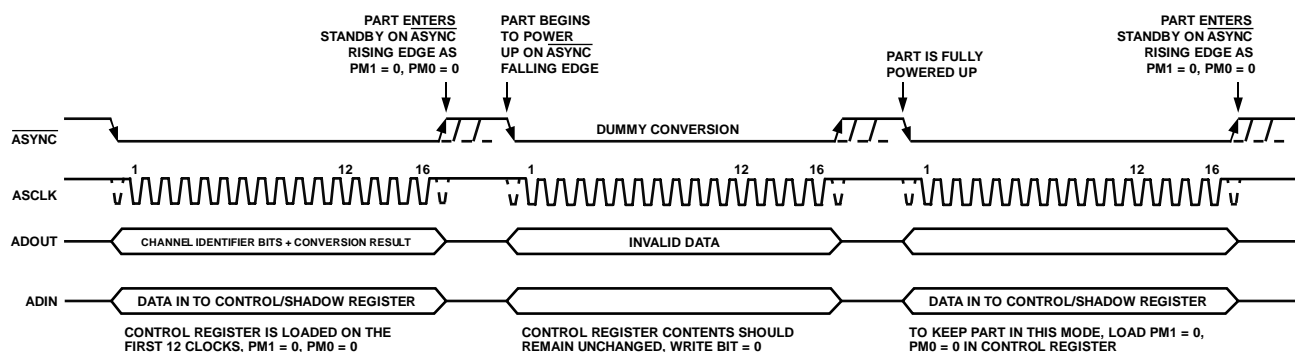 PART ENTERS
STANDBY ON ASYNC
RISING EDGE AS
PM1 = 0, PM0 = 0
PART BEGINS
TO POWER
UP ON ASYNC
FALLING EDGE
PART IS FULLY
POWERED UP
PART ENTERS
STANDBY ON ASYNC
RISING EDGE AS
PM1 = 0, PM0 = 0
ASYNC
DUMMY CONVERSION
1 12 16 1 12 16 1 12 16
ASCLK
ADOUT
CHANNEL IDENTIFIER BITS + CONVERSION RESULT
INVALID DATA
ADIN
DATA IN TO CONTROL/SHADOW REGISTER
DATA IN TO CONTROL/SHADOW REGISTER
CONTROL REGISTER IS LOADED ON THE
FIRST 12 CLOCKS, PM1 = 0, PM0 = 0
CONTROL REGISTER CONTENTS SHOULD
REMAIN UNCHANGED, WRITE BIT = 0
TO KEEP PART IN THIS MODE, LOAD PM1 = 0,
PM0 = 0 IN CONTROL REGISTER